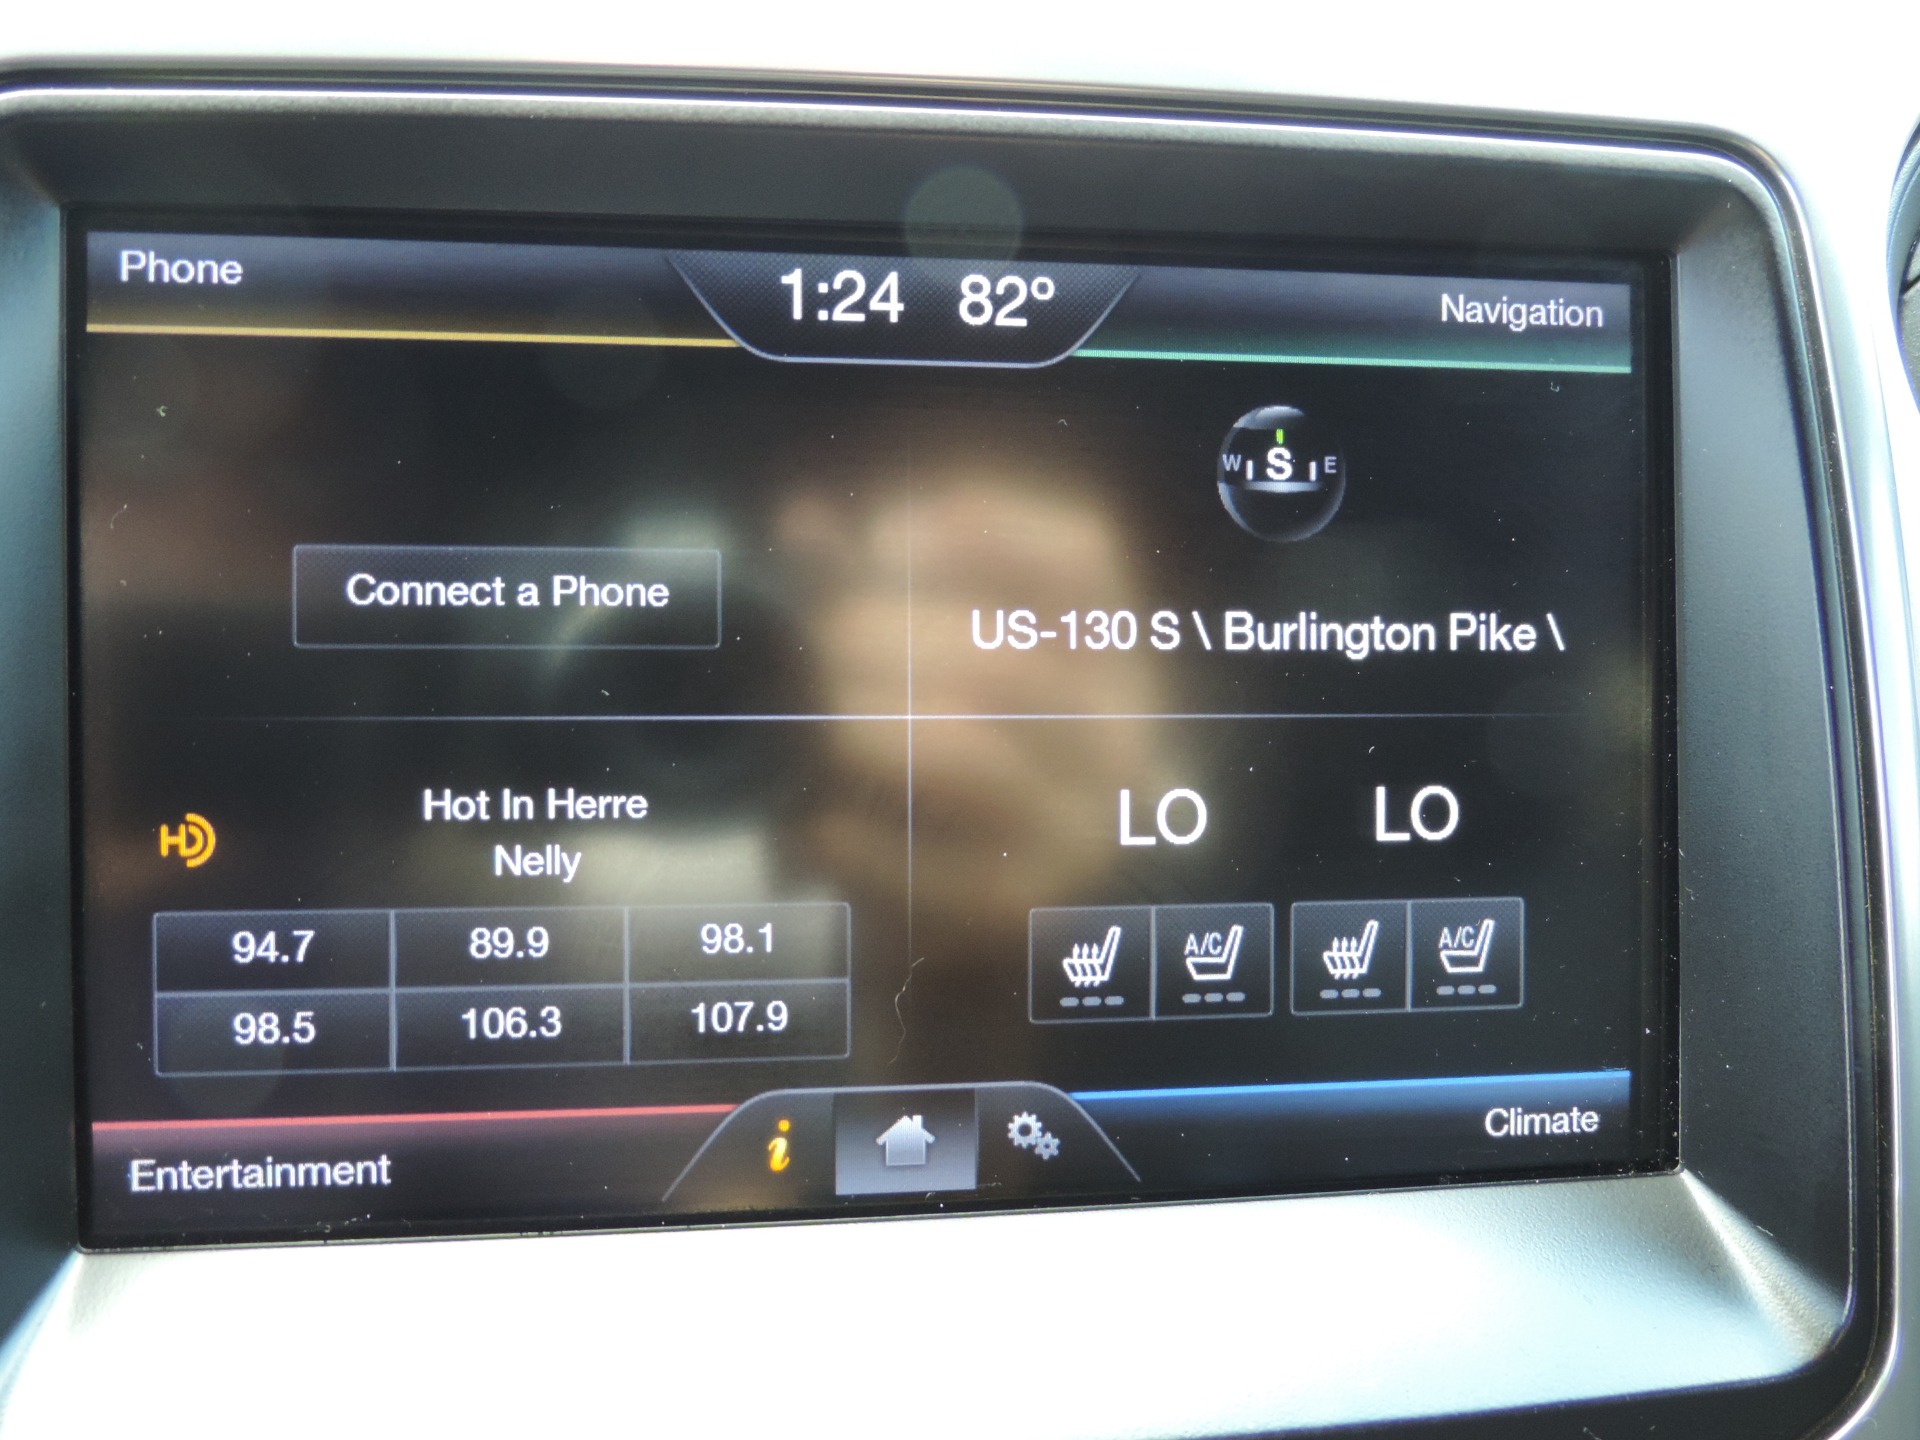 Phone
1:24 82°
Navigation
W S E
Connect a Phone
US-130 S \ Burlington Pike \
HD
Hot In Herre
Nelly
LO LO
94.7 89.9 98.1
98.5 106.3 107.9
A/C A/C
Entertainment
i
Climate